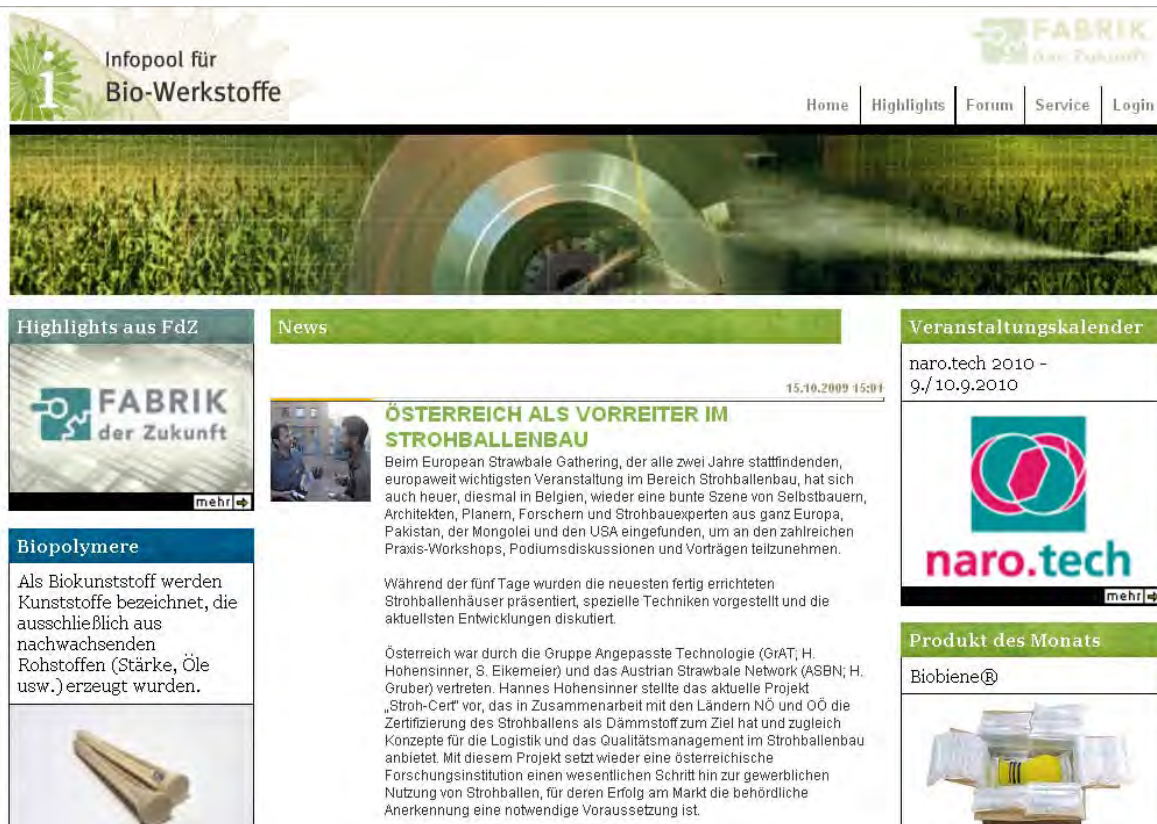 i
Infopool für
Bio-Werkstoffe
FABRIK
der Zukunft
Home
Highlights
Forum
Service
Login
Highlights aus FdZ
FABRIK
der Zukunft
mehr
Biopolymere
Als Biokunststoff werden
Kunststoffe bezeichnet, die
ausschließlich aus
nachwachsenden
Rohstoffen (Stärke, Öle
usw.) erzeugt wurden.
News
15.10.2009 15:01
ÖSTERREICH ALS VORREITER IM
STROHBALLENBAU
Beim European Strawbale Gathering, der alle zwei Jahre stattfindenden,
europaweit wichtigsten Veranstaltung im Bereich Strohballenbau, hat sich
auch heuer, diesmal in Belgien, wieder eine bunte Szene von Selbstbauern,
Architekten, Planern, Forschern und Strohbauexperten aus ganz Europa,
Pakistan, der Mongolei und den USA eingefunden, um an den zahlreichen
Praxis-Workshops, Podiumsdiskussionen und Vorträgen teilzunehmen.
Während der fünf Tage wurden die neuesten fertig errichteten
Strohballenhäuser präsentiert, spezielle Techniken vorgestellt und die
aktuellsten Entwicklungen diskutiert.
Österreich war durch die Gruppe Angepasste Technologie (GrAT; H.
Hohensinner, S. Eikemeier) und das Austrian Strawbale Network (ASBN; H.
Gruber) vertreten. Hannes Hohensinner stellte das aktuelle Projekt
„Stroh-Cert" vor, das in Zusammenarbeit mit den Ländern NÖ und OÖ die
Zertifizierung des Strohballens als Dämmstoff zum Ziel hat und zugleich
Konzepte für die Logistik und das Qualitätsmanagement im Strohballenbau
anbietet. Mit diesem Projekt setzt wieder eine österreichische
Forschungsinstitution einen wesentlichen Schritt hin zur gewerblichen
Nutzung von Strohballen, für deren Erfolg am Markt die behördliche
Anerkennung eine notwendige Voraussetzung ist.
Veranstaltungskalender
naro.tech 2010 -
9./10.9.2010
naro.tech
mehr
Produkt des Monats
Biobiene®